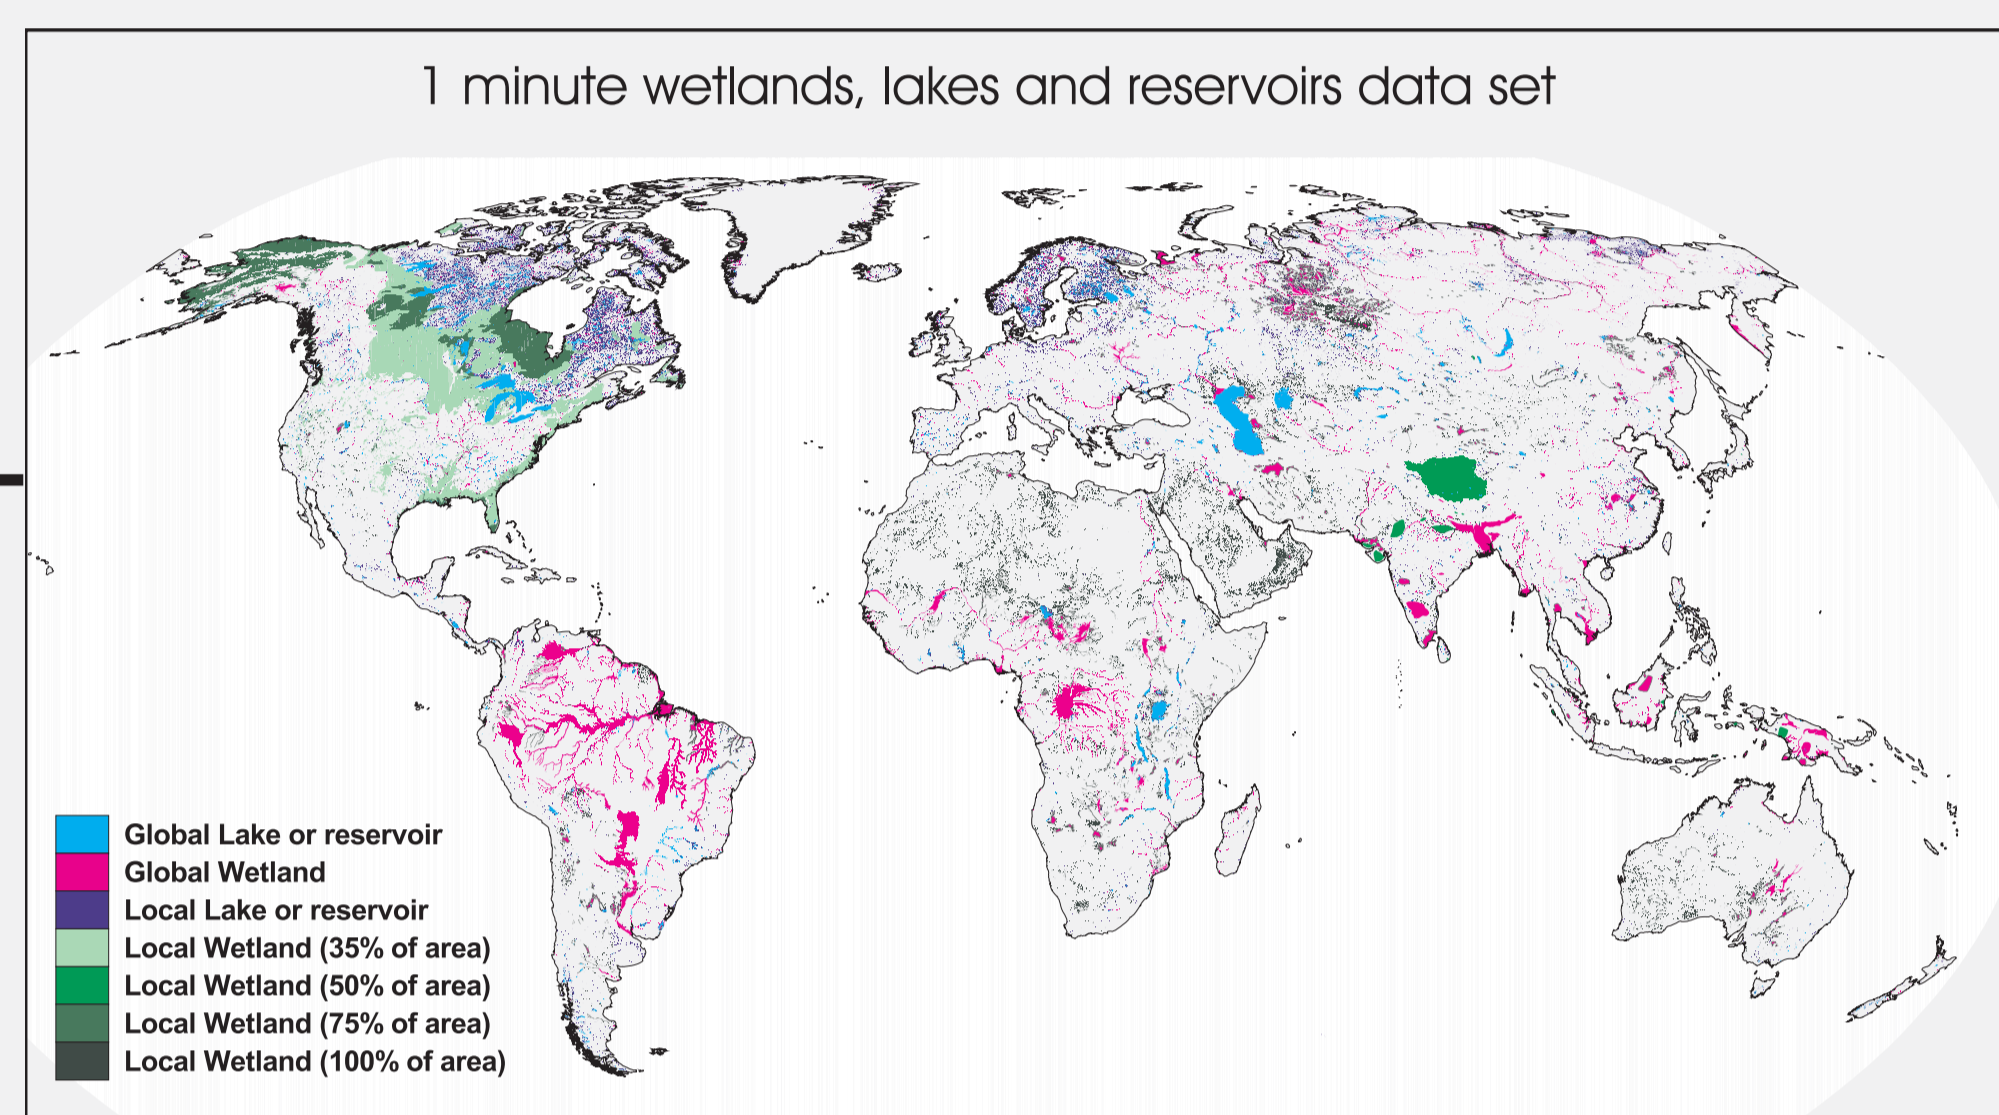 1 minute wetlands, lakes and reservoirs data set
Global Lake or reservoir
Global Wetland
Local Lake or reservoir
Local Wetland (35% of area)
Local Wetland (50% of area)
Local Wetland (75% of area)
Local Wetland (100% of area)